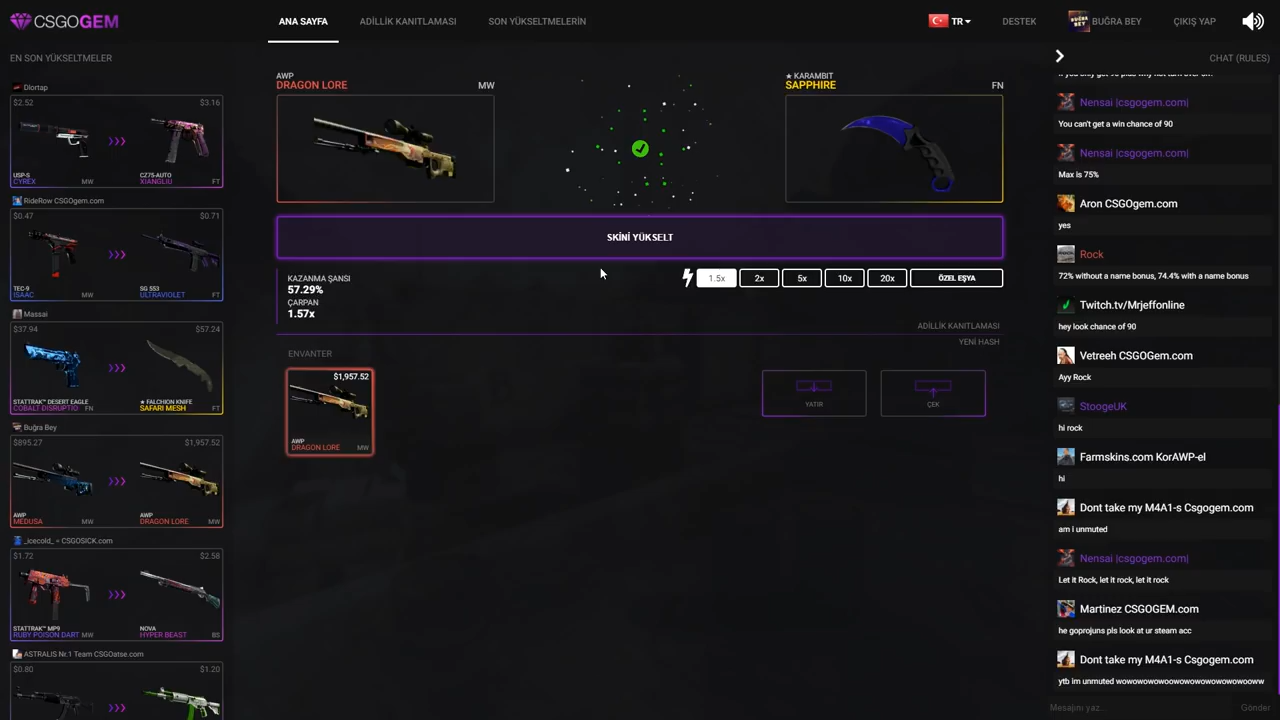 CSGOGEM
ANA SAYFA
ADİLLİK KANITLAMASI
SON YÜKSELTMELERİN
TR
DESTEK
BUĞRA BEY
ÇIKIŞ YAP
EN SON YÜKSELTMELER
Dlortap
$2.52
$3.16
USP-S
CYREX
MW
CZ75-AUTO
XIANGLIU
FT
RideRow CSGOgem.com
$0.47
$0.71
TEC-9
ISAAC
MW
SG 553
ULTRAVIOLET
FT
Massai
$37.94
$57.24
STATTRAK™ DESERT EAGLE
COBALT DISRUPTIO
FN
★ FALCHION KNIFE
SAFARI MESH
FT
Buğra Bey
$895.27
$1,957.52
AWP
MEDUSA
MW
AWP
DRAGON LORE
MW
_icecold_ = CSGOSICK.com
$1.72
$2.58
STATTRAK™ MP9
RUBY POISON DART
MW
NOVA
HYPER BEAST
BS
ASTRALIS Nr.1 Team CSGOatse.com
$0.80
$1.20
AWP
DRAGON LORE
MW
★ KARAMBIT
SAPPHIRE
FN
SKİNİ YÜKSELT
KAZANMA ŞANSI
57.29%
ÇARPAN
1.57x
1.5x
2x
5x
10x
20x
ÖZEL EŞYA
ADİLLİK KANITLAMASI
YENİ HASH
ENVANTER
$1,957.52
AWP
DRAGON LORE
MW
YATIR
ÇEK
CHAT (RULES)
Nensai |csgogem.com|
You can't get a win chance of 90
Nensai |csgogem.com|
Max is 75%
Aron CSGOgem.com
yes
Rock
72% without a name bonus, 74.4% with a name bonus
Twitch.tv/Mrjeffonline
hey look chance of 90
Vetreeh CSGOGem.com
Ayy Rock
StoogeUK
hi rock
Farmskins.com KorAWP-el
hi
Dont take my M4A1-s Csgogem.com
am i unmuted
Nensai |csgogem.com|
Let it Rock, let it rock, let it rock
Martinez CSGOGEM.com
he goprojuns pls look at ur steam acc
Dont take my M4A1-s Csgogem.com
ytb im unmuted wowowowowoowowowowowowowooww
Mesajını yaz...
Gönder